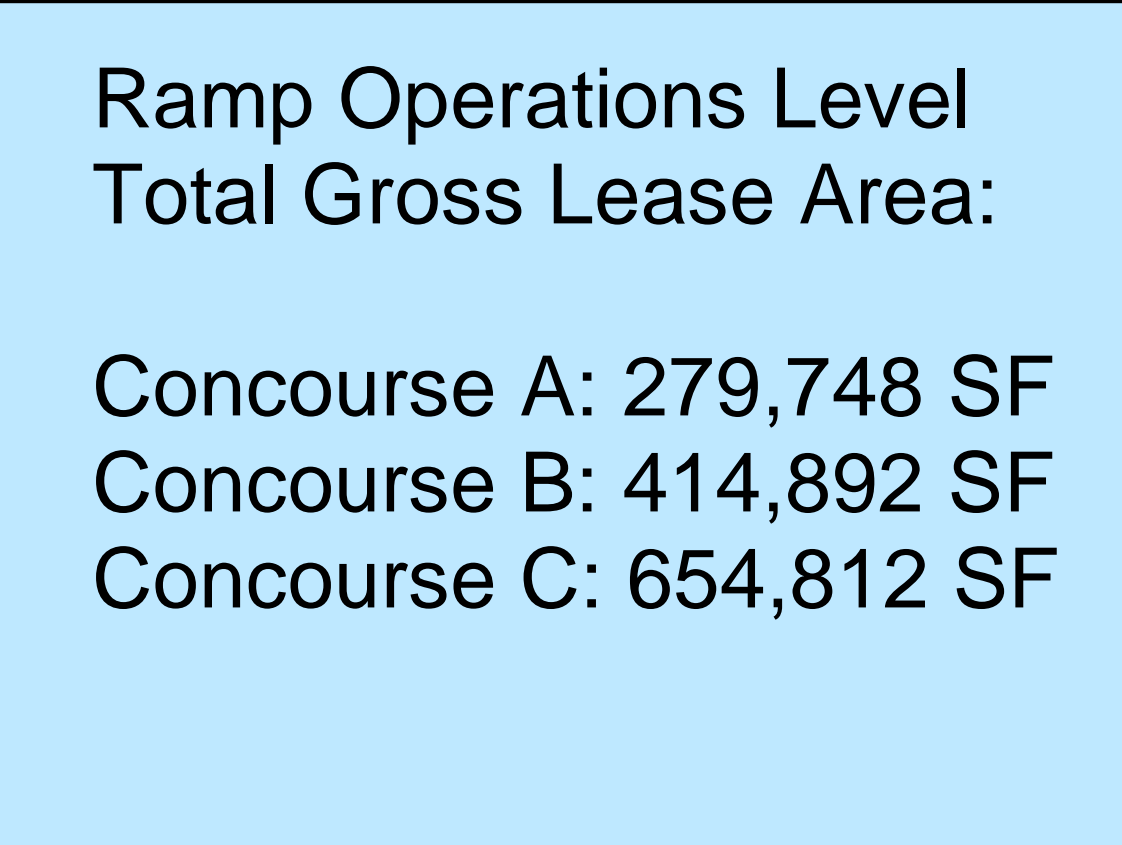 Ramp Operations Level
Total Gross Lease Area:
Concourse A: 279,748 SF
Concourse B: 414,892 SF
Concourse C: 654,812 SF